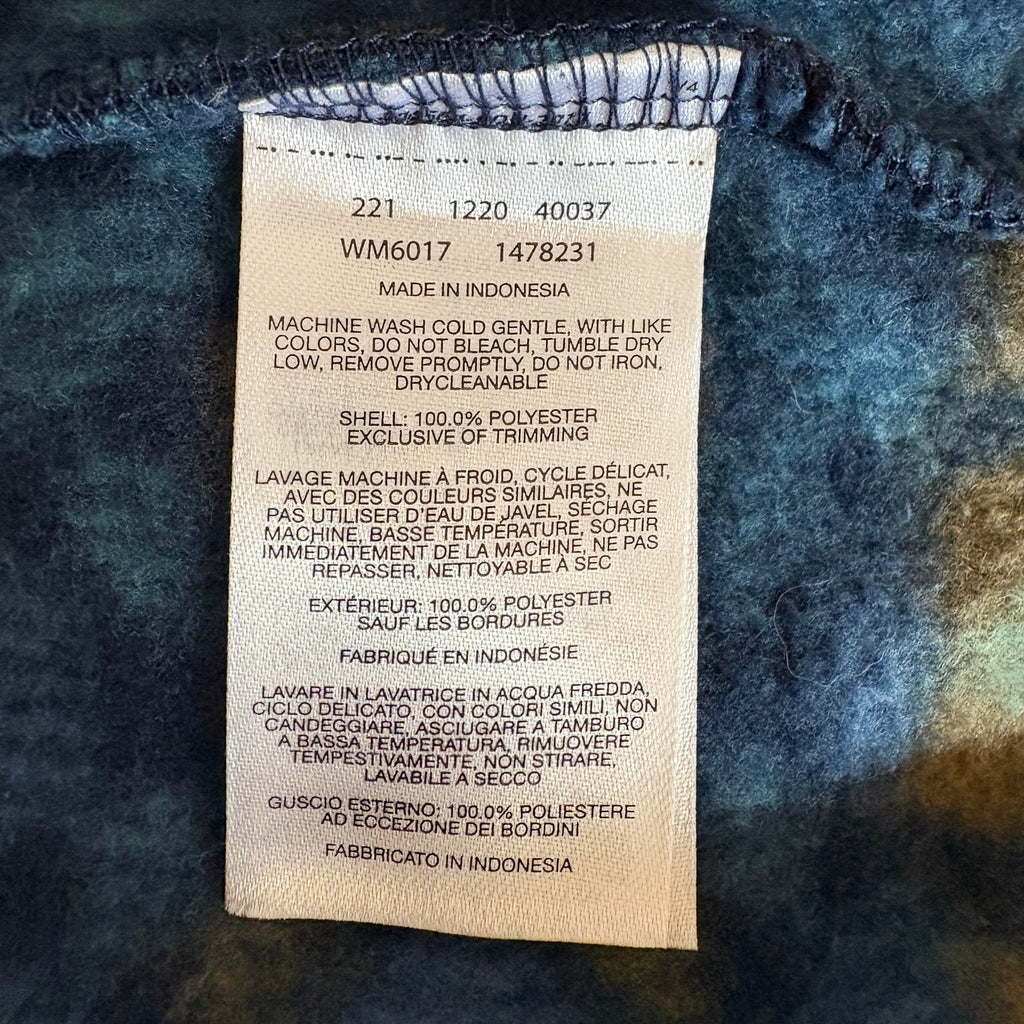 221 1220 40037
WM6017 1478231
MADE IN INDONESIA
MACHINE WASH COLD GENTLE, WITH LIKE
COLORS, DO NOT BLEACH, TUMBLE DRY
LOW, REMOVE PROMPTLY, DO NOT IRON,
DRYCLEANABLE
SHELL: 100.0% POLYESTER
EXCLUSIVE OF TRIMMING
LAVAGE MACHINE À FROID, CYCLE DÉLICAT,
AVEC DES COULEURS SIMILAIRES, NE
PAS UTILISER D'EAU DE JAVEL, SÉCHAGE
MACHINE, BASSE TEMPÉRATURE, SORTIR
IMMÉDIATEMENT DE LA MACHINE, NE PAS
REPASSER, NETTOYABLE À SEC
EXTÉRIEUR: 100.0% POLYESTER
SAUF LES BORDURES
FABRIQUÉ EN INDONÉSIE
LAVARE IN LAVATRICE IN ACQUA FREDDA,
CICLO DELICATO, CON COLORI SIMILI, NON
CANDEGGIARE, ASCIUGARE A TAMBURO
A BASSA TEMPERATURA, RIMUOVERE
TEMPESTIVAMENTE, NON STIRARE,
LAVABILE A SECCO
GUSCIO ESTERNO: 100.0% POLIESTERE
AD ECCEZIONE DEI BORDINI
FABBRICATO IN INDONESIA